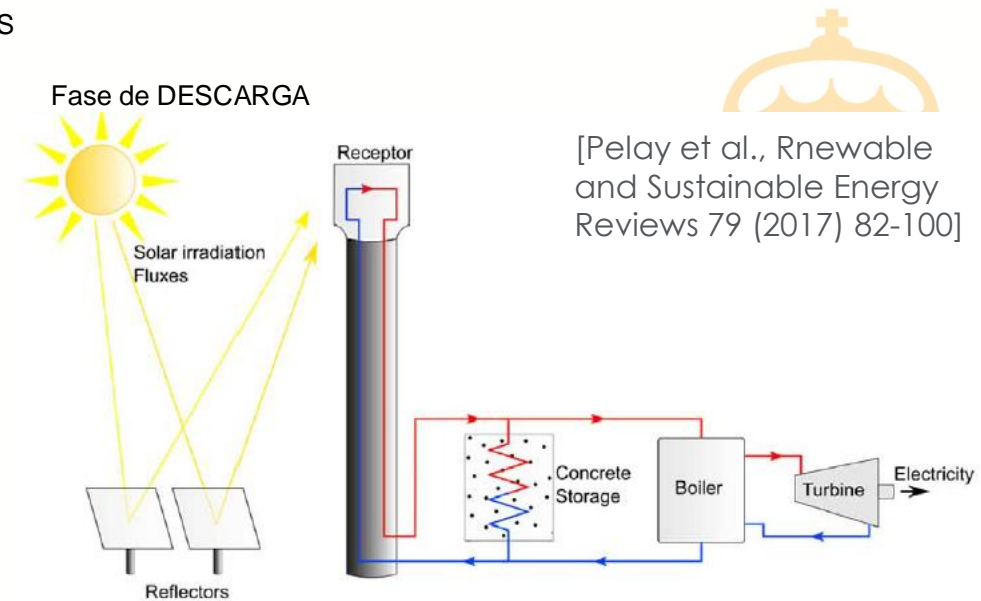 s
Fase de DESCARGA
[Pelay et al., Rnewable
and Sustainable Energy
Reviews 79 (2017) 82-100]
Receptor
Solar irradiation
Fluxes
Concrete
Storage
Boiler
Turbine
Electricity
Reflectors